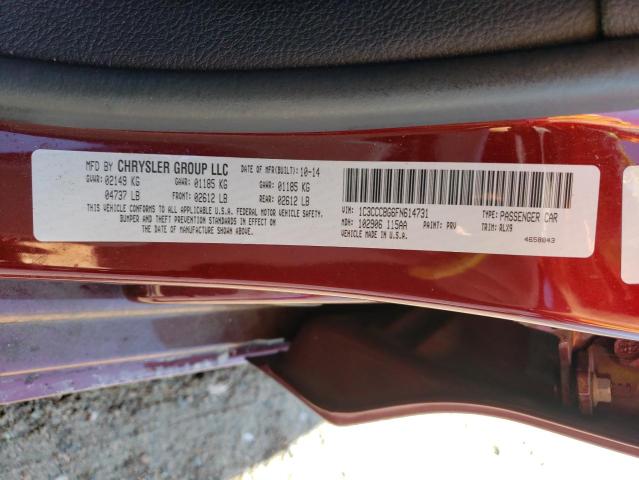 MFD BY CHRYSLER GROUP LLC DATE OF MFR(BUILT): 10-14
GVWR: 02149 KG GAWR: 01185 KG GAWR: 01185 KG
04737 LB FRONT: 02612 LB REAR: 02612 LB
THIS VEHICLE CONFORMS TO ALL APPLICABLE U.S.A. FEDERAL MOTOR VEHICLE SAFETY,
BUMPER AND THEFT PREVENTION STANDARDS IN EFFECT ON
THE DATE OF MANUFACTURE SHOWN ABOVE.
VIN: 1C3CCCBG6FN614731 TYPE: PASSENGER CAR
MDH: 102906 115AA PAINT: PRV TRIM: RLX9
VEHICLE MADE IN U.S.A. 4658043